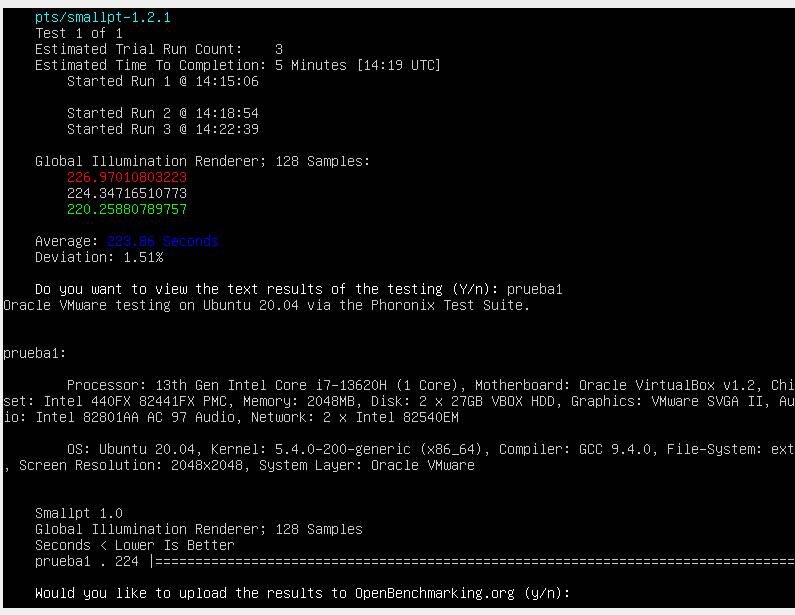 pts/smallpt-1.2.1
Test 1 of 1
Estimated Trial Run Count: 3
Estimated Time To Completion: 5 Minutes [14:19 UTC]
Started Run 1 @ 14:15:06
Started Run 2 @ 14:18:54
Started Run 3 @ 14:22:39
Global Illumination Renderer; 128 Samples:
226.97010803223
224.34716510773
220.25880789757
Average: 223.86 Seconds
Deviation: 1.51%
Do you want to view the text results of the testing (Y/n): prueba1
Oracle VMware testing on Ubuntu 20.04 via the Phoronix Test Suite.
prueba1:
Processor: 13th Gen Intel Core i7-13620H (1 Core), Motherboard: Oracle VirtualBox v1.2, Chi
set: Intel 440FX 82441FX PMC, Memory: 2048MB, Disk: 2 x 27GB VBOX HDD, Graphics: VMware SVGA II, Au
io: Intel 82801AA AC 97 Audio, Network: 2 x Intel 82540EM
OS: Ubuntu 20.04, Kernel: 5.4.0-200-generic (x86_64), Compiler: GCC 9.4.0, File-System: ext
, Screen Resolution: 2048x2048, System Layer: Oracle VMware
Smallpt 1.0
Global Illumination Renderer; 128 Samples
Seconds < Lower Is Better
prueba1 . 224 |================================================================================
Would you like to upload the results to OpenBenchmarking.org (y/n):